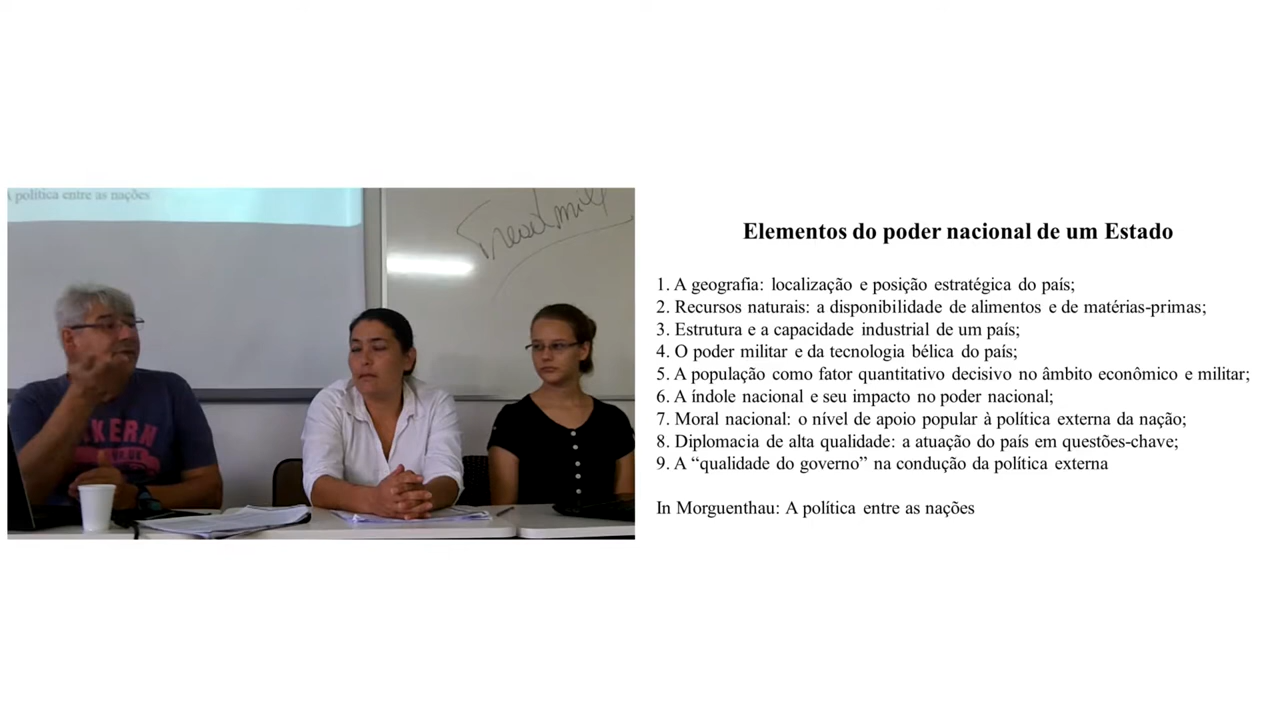 A política entre as nações
KERN
Elementos do poder nacional de um Estado
1. A geografia: localização e posição estratégica do país;
2. Recursos naturais: a disponibilidade de alimentos e de matérias-primas;
3. Estrutura e a capacidade industrial de um país;
4. O poder militar e da tecnologia bélica do país;
5. A população como fator quantitativo decisivo no âmbito econômico e militar;
6. A índole nacional e seu impacto no poder nacional;
7. Moral nacional: o nível de apoio popular à política externa da nação;
8. Diplomacia de alta qualidade: a atuação do país em questões-chave;
9. A “qualidade do governo” na condução da política externa
In Morguenthau: A política entre as nações